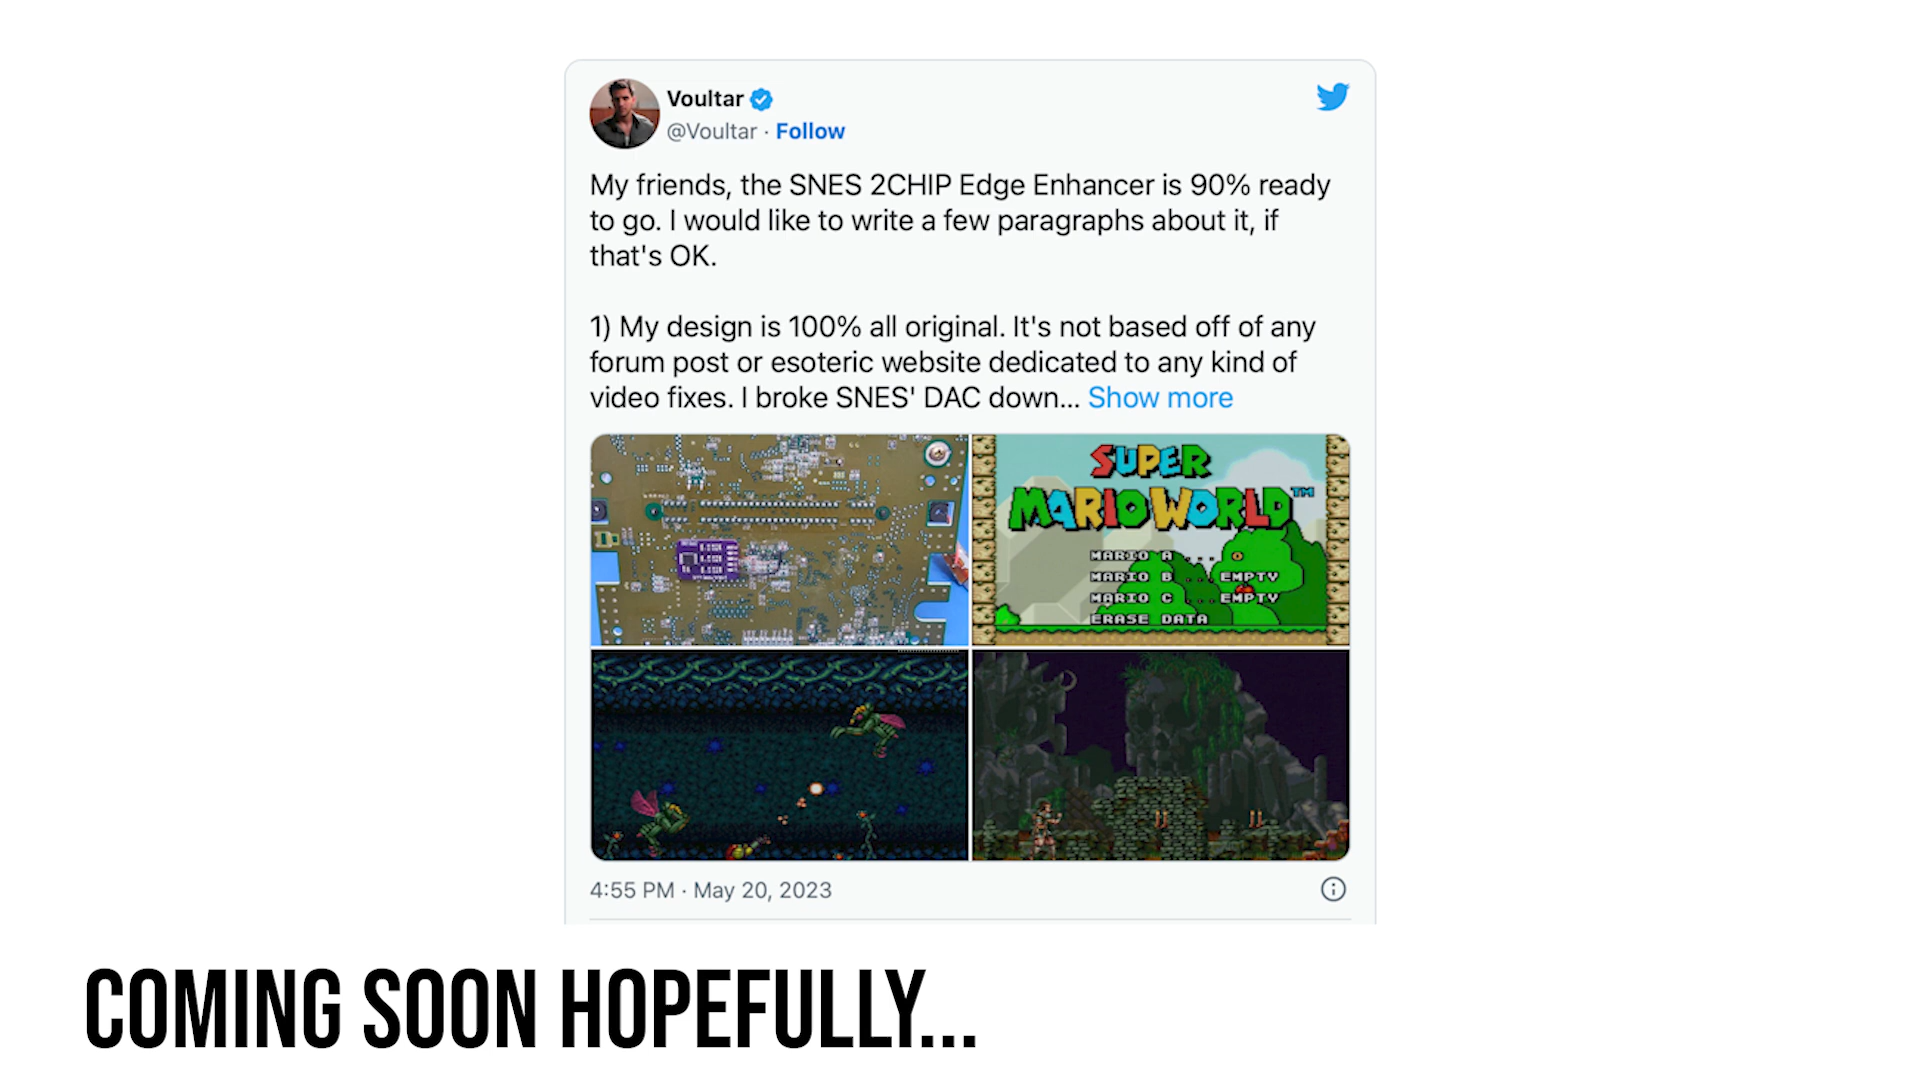 Voultar
@Voultar · Follow
My friends, the SNES 2CHIP Edge Enhancer is 90% ready
to go. I would like to write a few paragraphs about it, if
that's OK.
1) My design is 100% all original. It's not based off of any
forum post or esoteric website dedicated to any kind of
video fixes. I broke SNES' DAC down... Show more
SUPER
MARIO WORLD™
MARIO A ...
MARIO B ...EMPTY
MARIO C ...EMPTY
ERASE DATA
4:55 PM · May 20, 2023
COMING SOON HOPEFULLY...